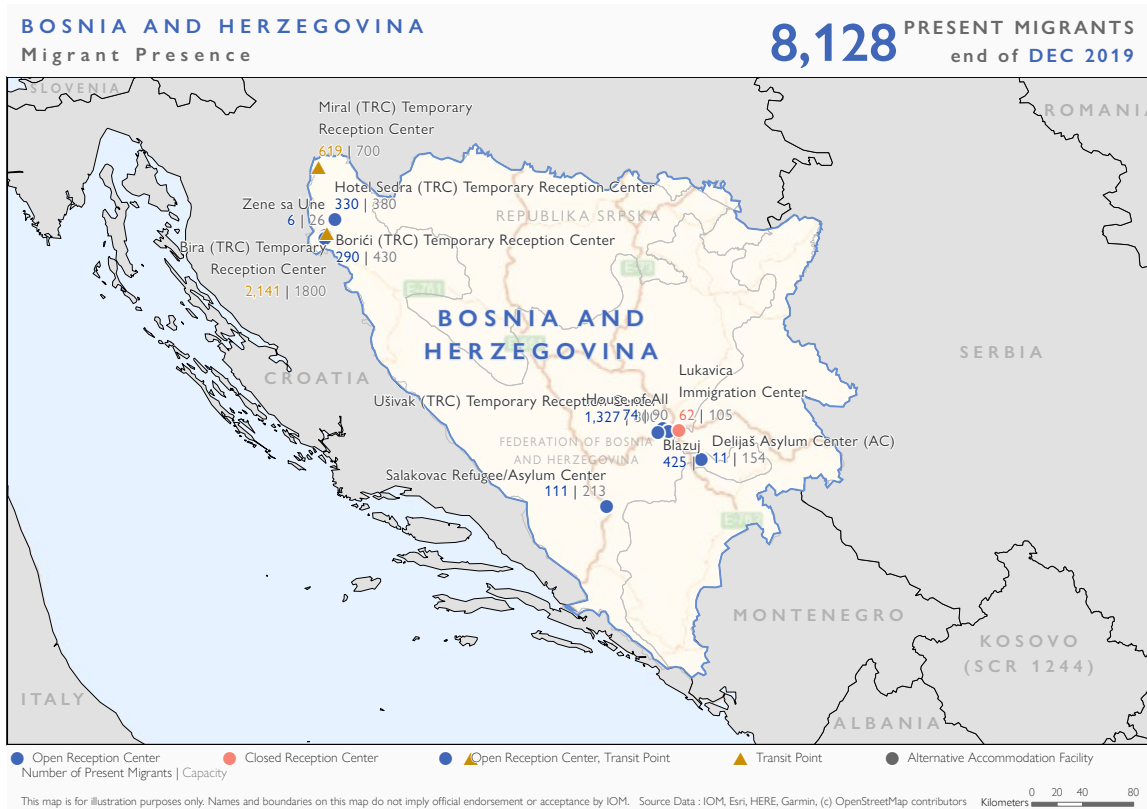 BOSNIA AND HERZEGOVINA
Migrant Presence
8,128 PRESENT MIGRANTS
end of DEC 2019
SLOVENIA
ROMANIA
Miral (TRC) Temporary
Reception Center
619 | 700
Hotel Sedra (TRC) Temporary Reception Center
330 | 380
Zene sa Une
6 | 26
REPUBLIKA SRPSKA
Borići (TRC) Temporary Reception Center
290 | 430
Bira (TRC) Temporary
Reception Center
2,141 | 1800
E-73
E-761
BOSNIA AND
HERZEGOVINA
SERBIA
CROATIA
Lukavica
Immigration Center
62 | 105
House of All
74 | 90
Ušivak (TRC) Temporary Reception Center
1,327 | 800
FEDERATION OF BOSNIA
AND HERZEGOVINA
Blazuj
425 |
Delijaš Asylum Center (AC)
11 | 154
Salakovac Refugee/Asylum Center
111 | 213
MONTENEGRO
KOSOVO
(SCR 1244)
ITALY
ALBANIA
Open Reception Center
Closed Reception Center
Open Reception Center, Transit Point
Transit Point
Alternative Accommodation Facility
Number of Present Migrants | Capacity
This map is for illustration purposes only. Names and boundaries on this map do not imply official endorsement or acceptance by IOM. Source Data : IOM, Esri, HERE, Garmin, (c) OpenStreetMap contributors
Kilometers
0 20 40 80